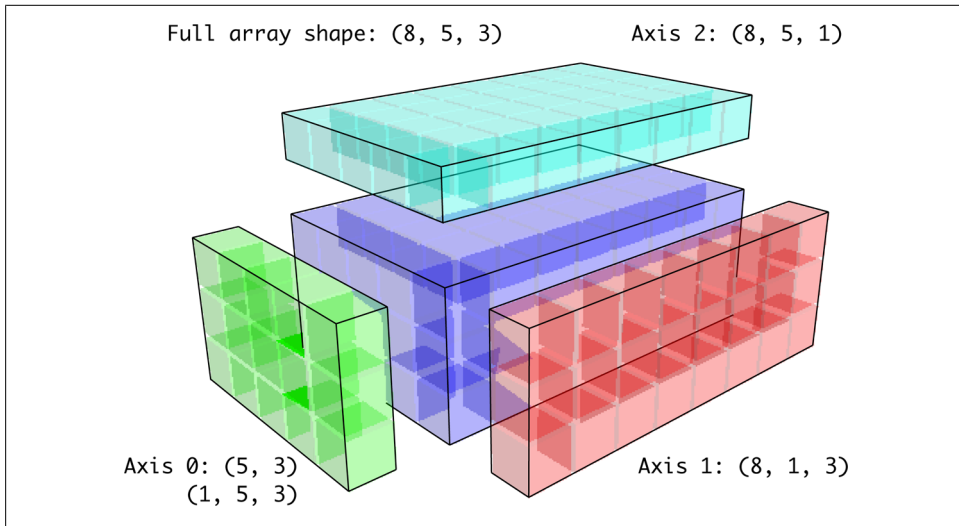 Full array shape: (8, 5, 3)
Axis 2: (8, 5, 1)
Axis 0: (5, 3)
(1, 5, 3)
Axis 1: (8, 1, 3)